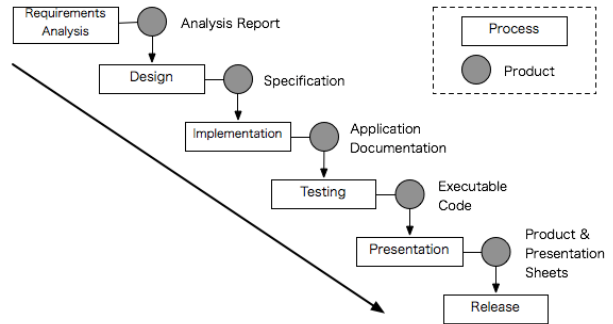 Requirements
Analysis
Analysis Report
Process
Product
Design
Specification
Implementation
Application
Documentation
Testing
Executable
Code
Presentation
Product &
Presentation
Sheets
Release